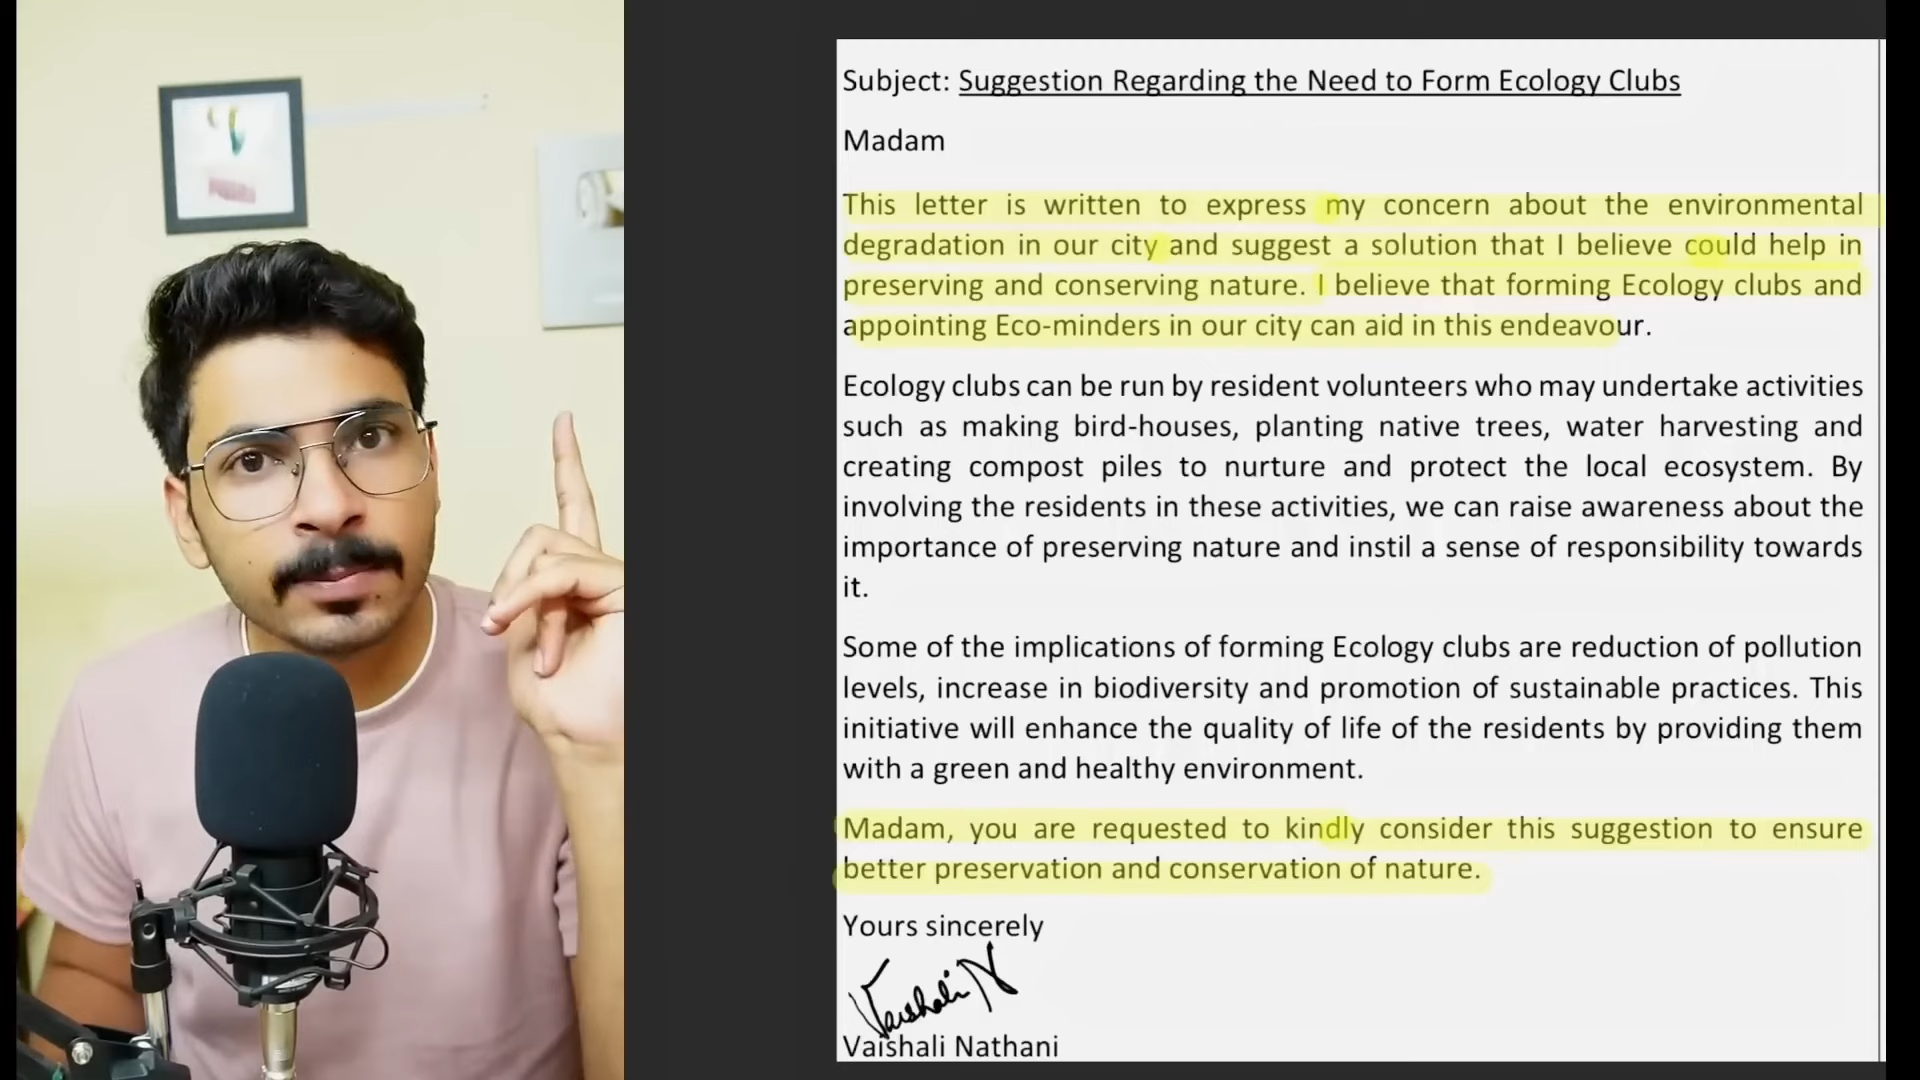 Subject: Suggestion Regarding the Need to Form Ecology Clubs
Madam
This letter is written to express my concern about the environmental
degradation in our city and suggest a solution that I believe could help in
preserving and conserving nature. I believe that forming Ecology clubs and
appointing Eco-minders in our city can aid in this endeavour.
Ecology clubs can be run by resident volunteers who may undertake activities
such as making bird-houses, planting native trees, water harvesting and
creating compost piles to nurture and protect the local ecosystem. By
involving the residents in these activities, we can raise awareness about the
importance of preserving nature and instil a sense of responsibility towards
it.
Some of the implications of forming Ecology clubs are reduction of pollution
levels, increase in biodiversity and promotion of sustainable practices. This
initiative will enhance the quality of life of the residents by providing them
with a green and healthy environment.
Madam, you are requested to kindly consider this suggestion to ensure
better preservation and conservation of nature.
Yours sincerely
Vaishali N
Vaishali Nathani